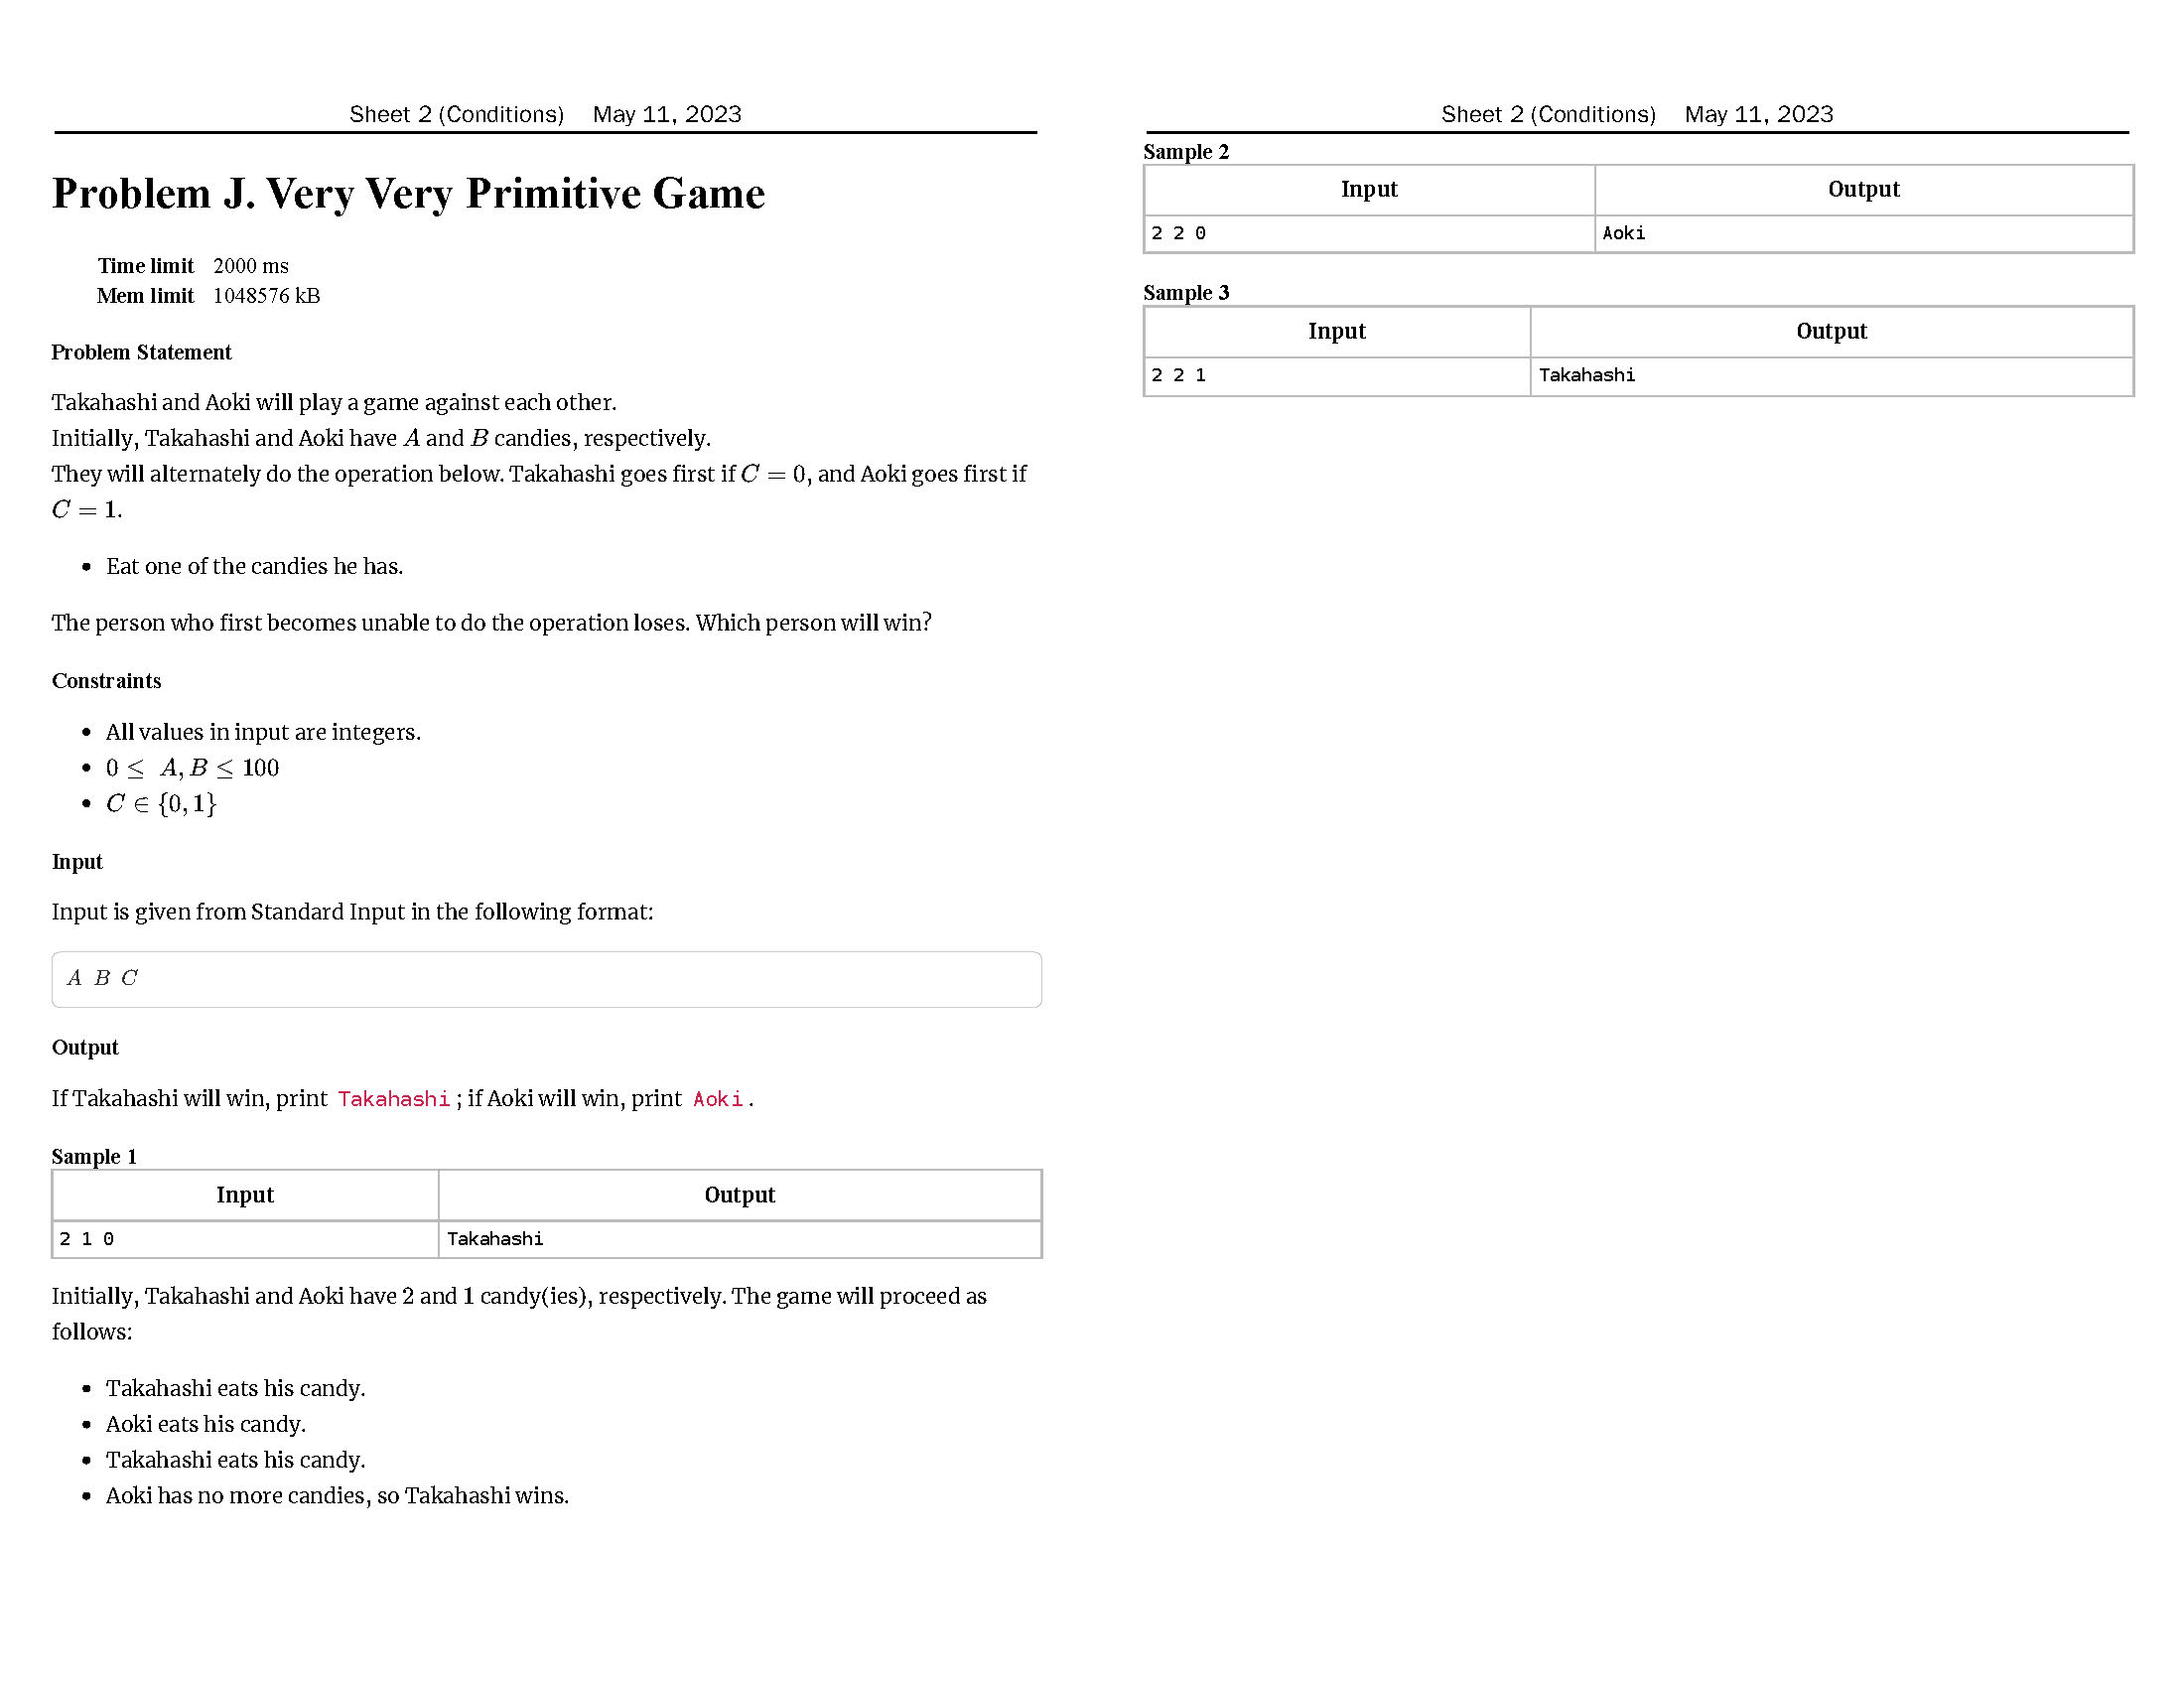 Sheet 2 (Conditions) May 11, 2023
Problem J. Very Very Primitive Game
Time limit 2000 ms
Mem limit 1048576 kB
Problem Statement
Takahashi and Aoki will play a game against each other.
Initially, Takahashi and Aoki have A and B candies, respectively.
They will alternately do the operation below. Takahashi goes first if C = 0, and Aoki goes first if
C = 1.
• Eat one of the candies he has.
The person who first becomes unable to do the operation loses. Which person will win?
Constraints
• All values in input are integers.
• 0 ≤ A, B ≤ 100
• C ∈ {0, 1}
Input
Input is given from Standard Input in the following format:
A B C
Output
If Takahashi will win, print Takahashi; if Aoki will win, print Aoki.
Sample 1
Input Output
2 1 0 Takahashi
Initially, Takahashi and Aoki have 2 and 1 candy(ies), respectively. The game will proceed as
follows:
• Takahashi eats his candy.
• Aoki eats his candy.
• Takahashi eats his candy.
• Aoki has no more candies, so Takahashi wins.
Sheet 2 (Conditions) May 11, 2023
Sample 2
Input Output
2 2 0 Aoki
Sample 3
Input Output
2 2 1 Takahashi